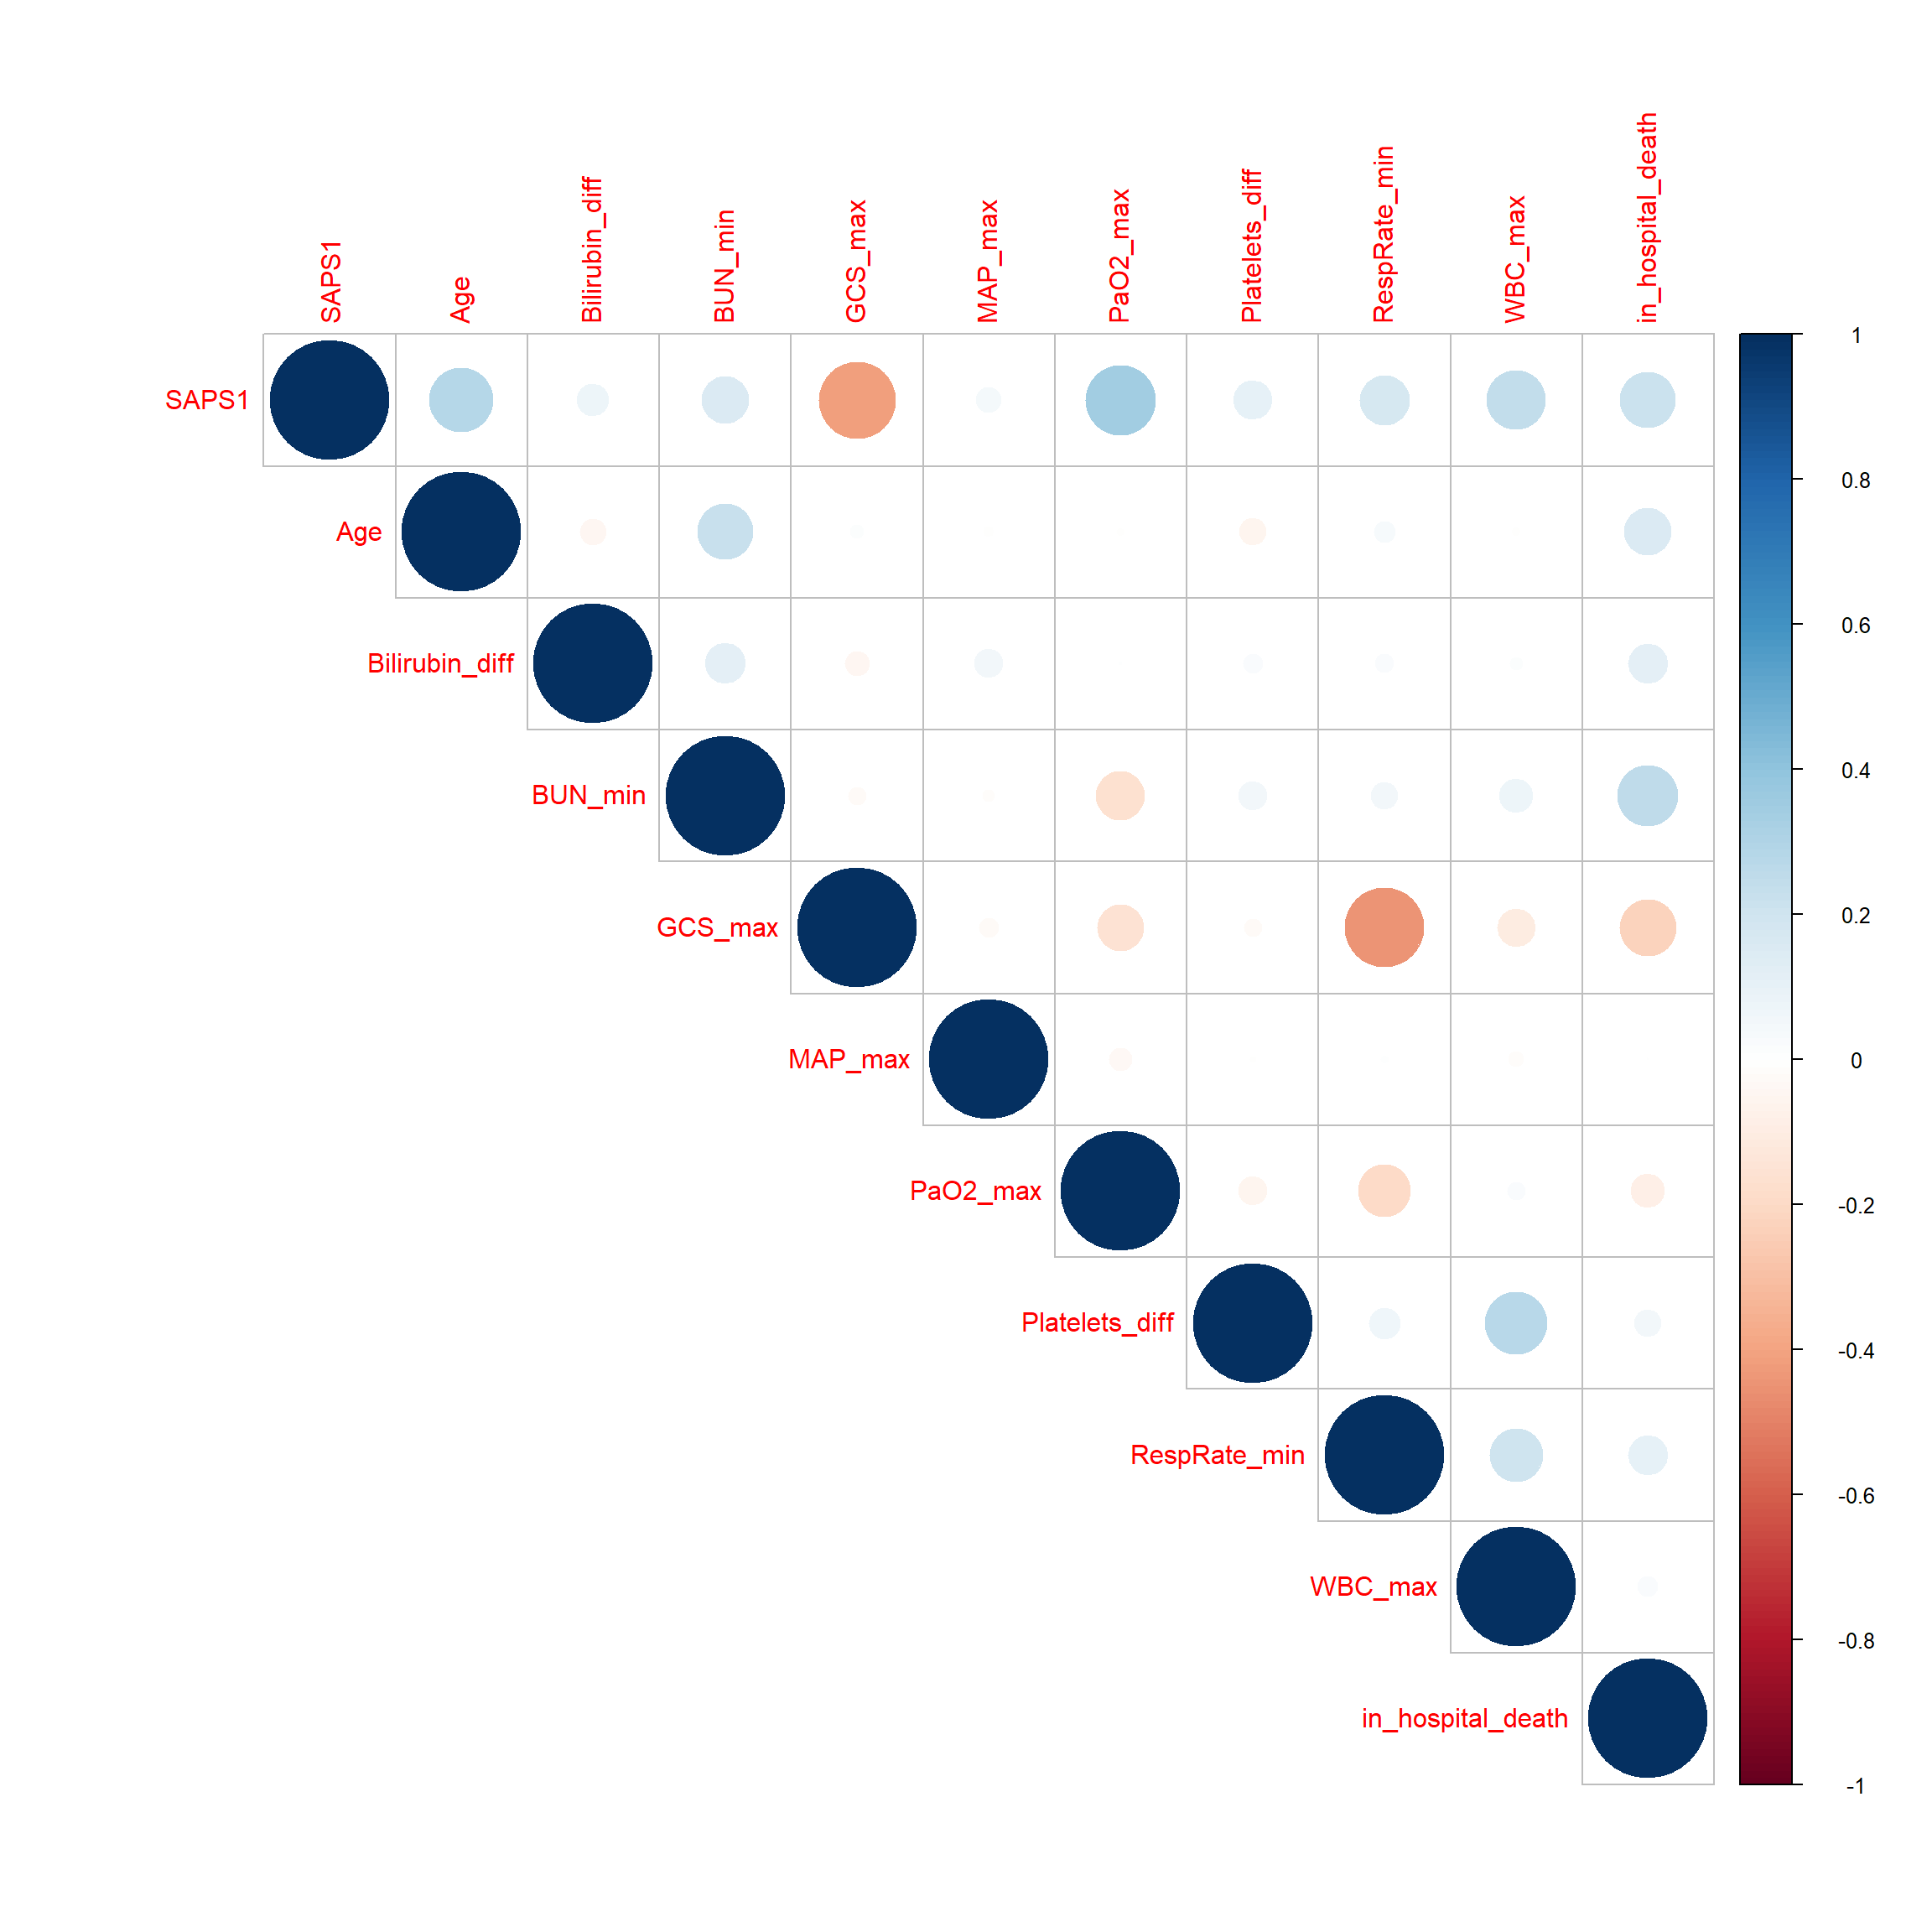 SAPS1
Age
Bilirubin_diff
BUN_min
GCS_max
MAP_max
PaO2_max
Platelets_diff
RespRate_min
WBC_max
in_hospital_death
SAPS1
Age
Bilirubin_diff
BUN_min
GCS_max
MAP_max
PaO2_max
Platelets_diff
RespRate_min
WBC_max
in_hospital_death
1
0.8
0.6
0.4
0.2
0
-0.2
-0.4
-0.6
-0.8
-1